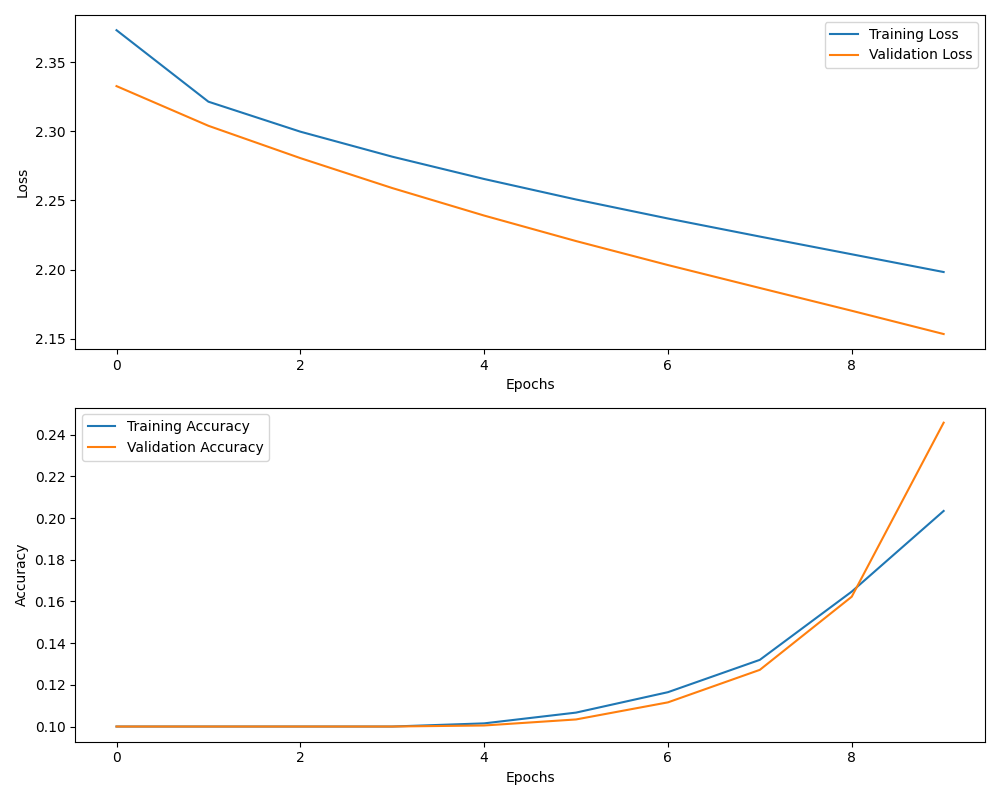 Training Loss
Validation Loss
2.35
2.30
2.25
2.20
2.15
Loss
0 2 4 6 8
Epochs
Training Accuracy
Validation Accuracy
0.24
0.22
0.20
0.18
0.16
0.14
0.12
0.10
Accuracy
0 2 4 6 8
Epochs